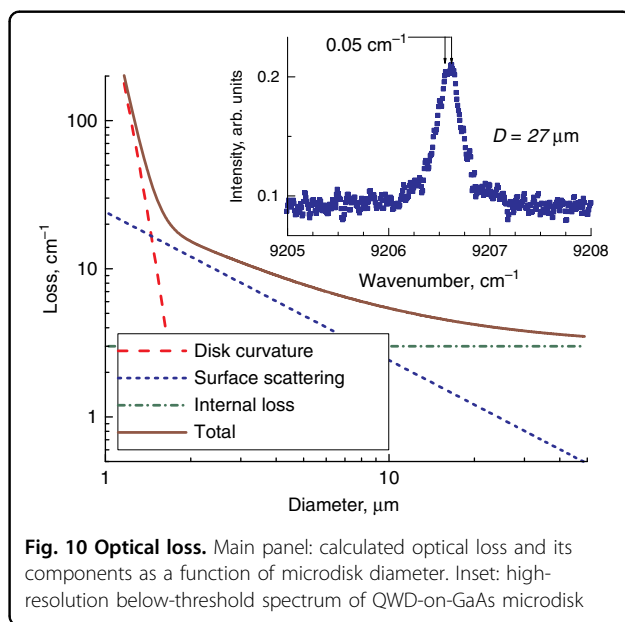 0.05 cm⁻¹
0.2
Intensity, arb. units
D = 27 μm
0.1
9205 9206 9207 9208
Wavenumber, cm⁻¹
100
Loss, cm⁻¹
10
1
Disk curvature
Surface scattering
Internal loss
Total
1 10
Diameter, μm
Fig. 10 Optical loss. Main panel: calculated optical loss and its
components as a function of microdisk diameter. Inset: high-
resolution below-threshold spectrum of QWD-on-GaAs microdisk